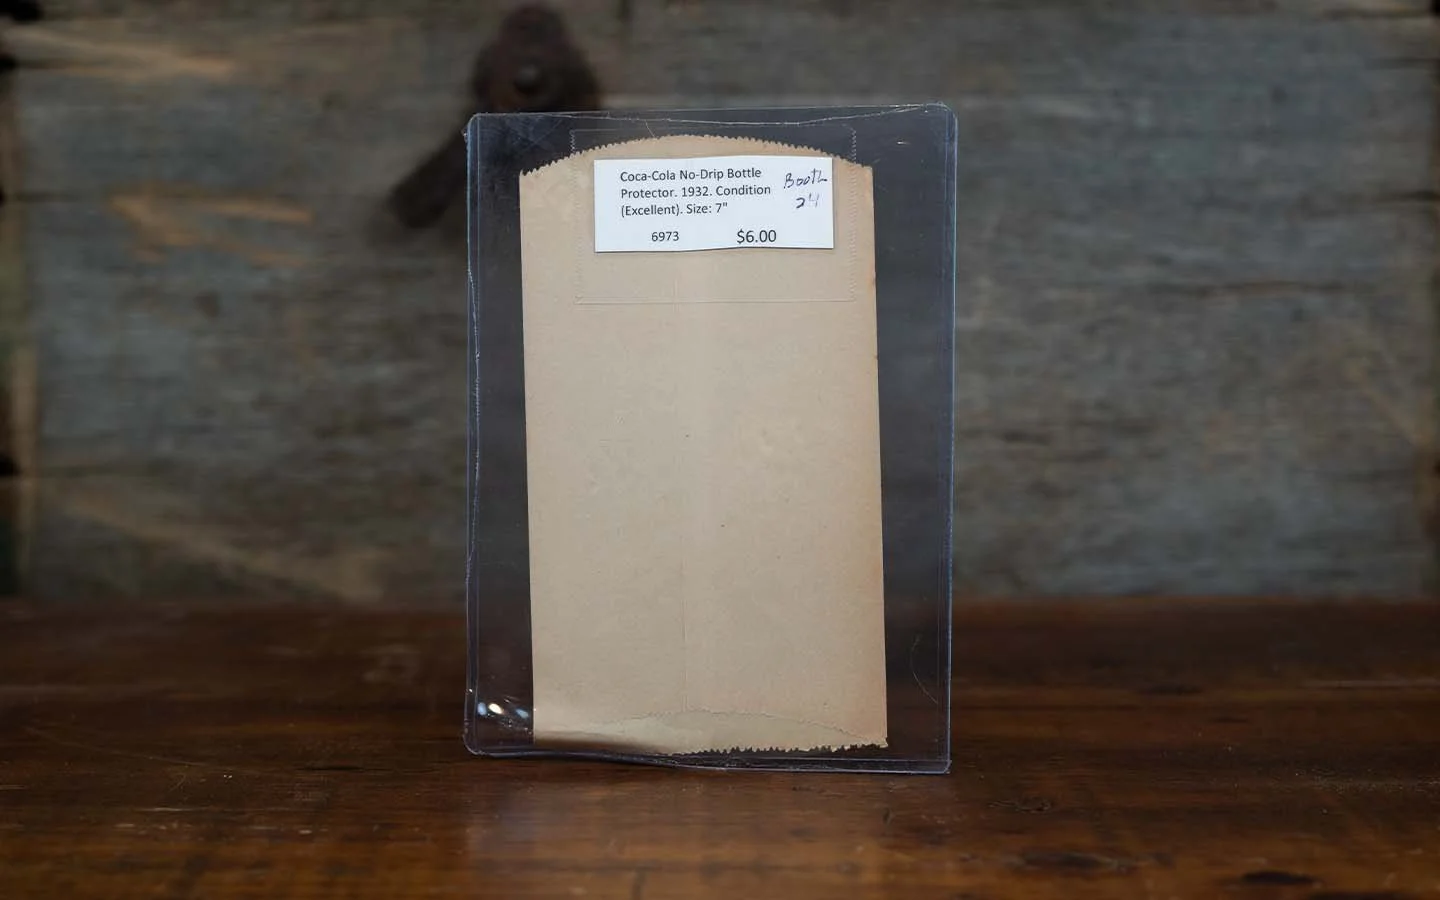 Coca-Cola No-Drip Bottle
Protector. 1932. Condition
(Excellent). Size: 7"
6973 $6.00
Booth
24